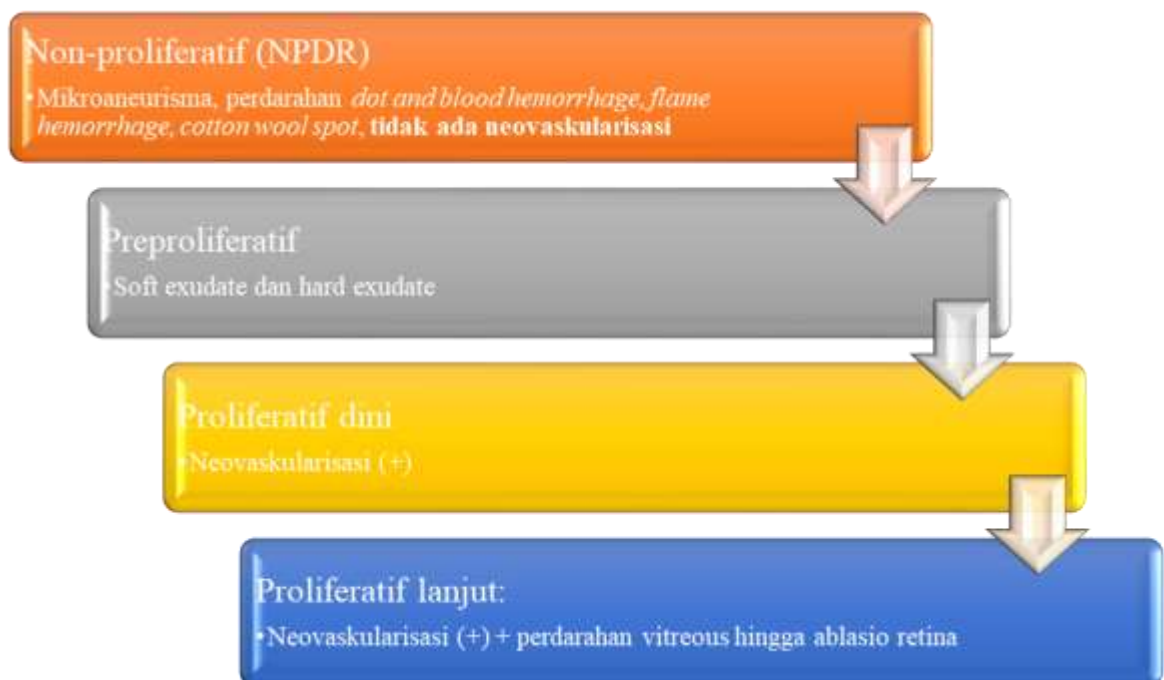 Non-proliferatif (NPDR)
•Mikroaneurisma, perdarahan dot and blood hemorrhage, flame
hemorrhage, cotton wool spot, tidak ada neovaskularisasi
Preproliferatif
•Soft exudate dan hard exudate
Proliferatif dini
•Neovaskularisasi (+)
Proliferatif lanjut:
•Neovaskularisasi (+) + perdarahan vitreous hingga ablasio retina